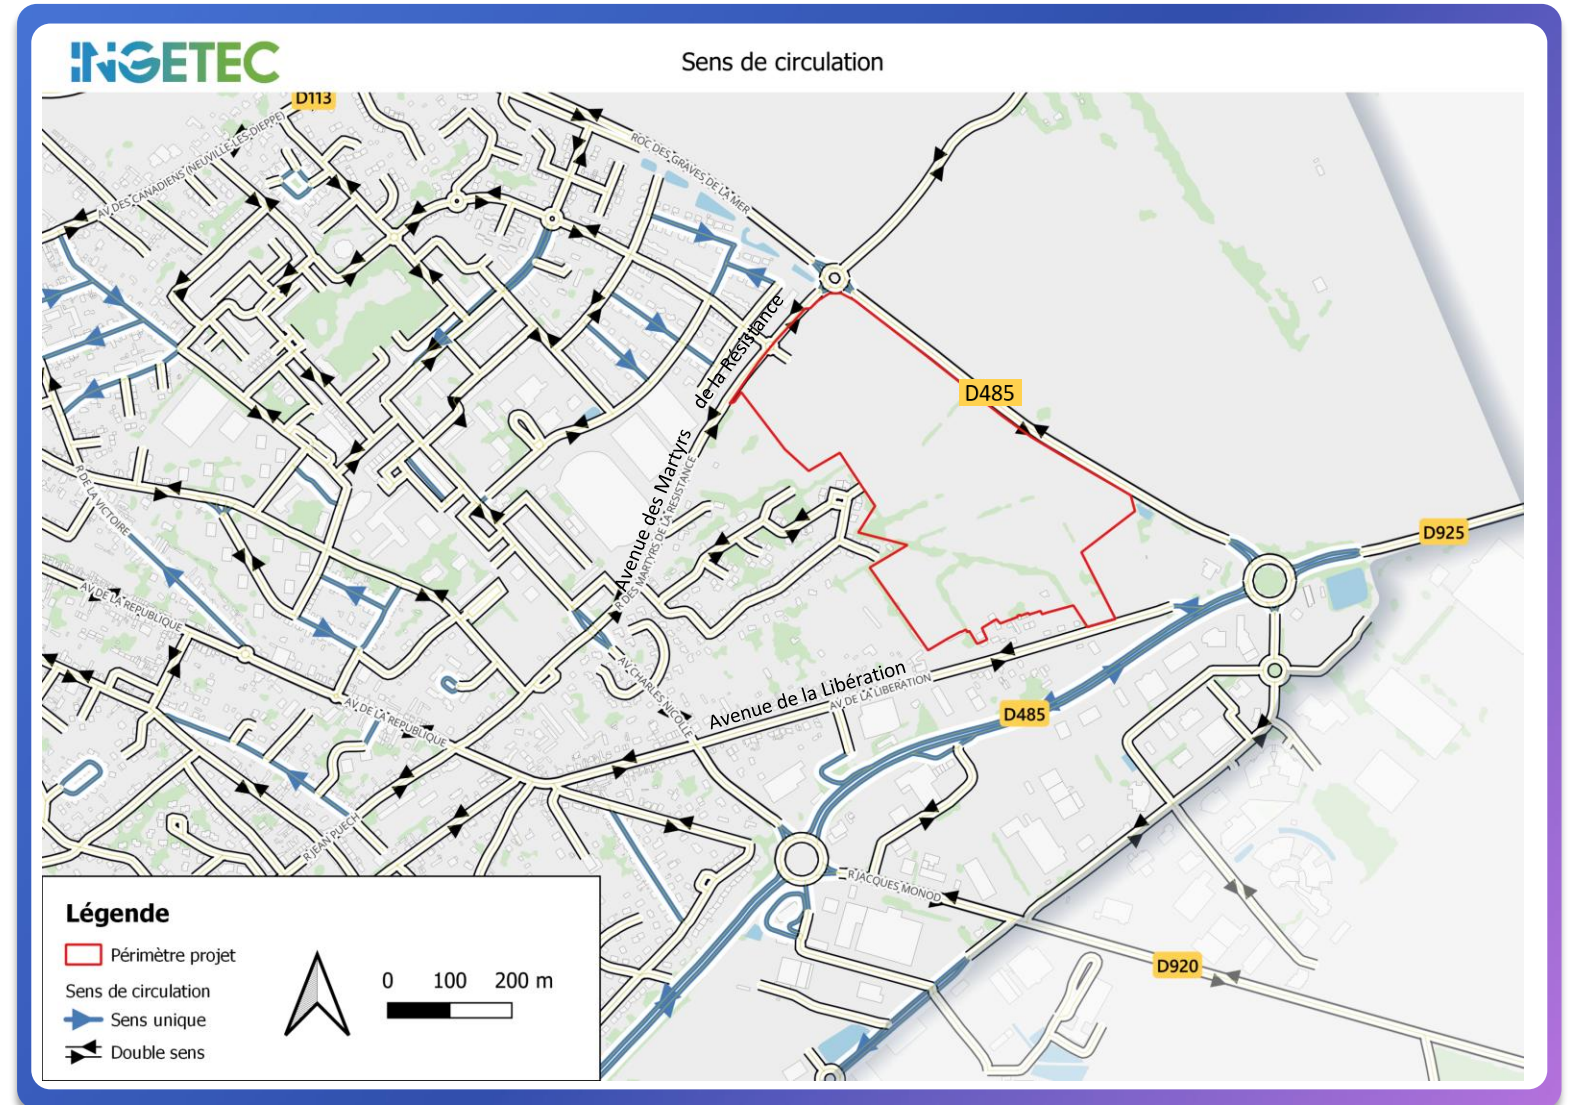 INGETEC
Sens de circulation
D113
AV DES CANADIENS (NEUVILLE-LES-DIEPPE)
ROC DES GRAVES DE LA MER
de la Résistance
D485
Avenue des Martyrs
R DES MARTYRS DE LA RESISTANCE
R DE LA VICTOIRE
D925
AV DE LA REPUBLIQUE
AV CHARLES NICOLLE
Avenue de la Libération
AV DE LA LIBERATION
AV DE LA REPUBLIQUE
D485
R JEAN PUECH
R JACQUES MONOD
D920
Légende
Périmètre projet
Sens de circulation
Sens unique
Double sens
0 100 200 m